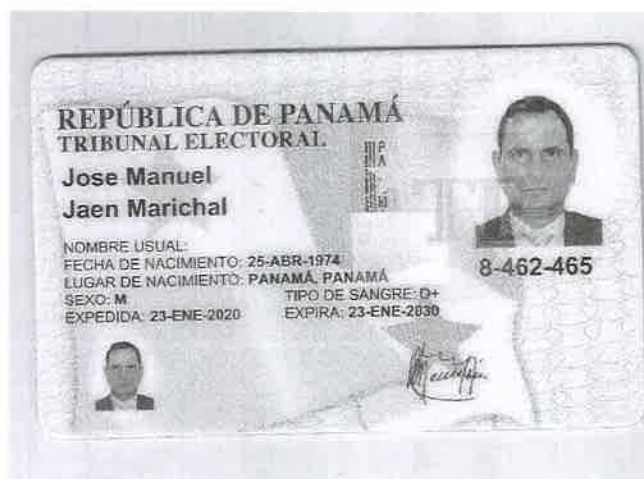 REPÚBLICA DE PANAMÁ
TRIBUNAL ELECTORAL
Jose Manuel
Jaen Marichal
NOMBRE USUAL:
FECHA DE NACIMIENTO: 25-ABR-1974
LUGAR DE NACIMIENTO: PANAMÁ, PANAMÁ
SEXO: M TIPO DE SANGRE: O+
EXPEDIDA: 23-ENE-2020 EXPIRA: 23-ENE-2030
8-462-465